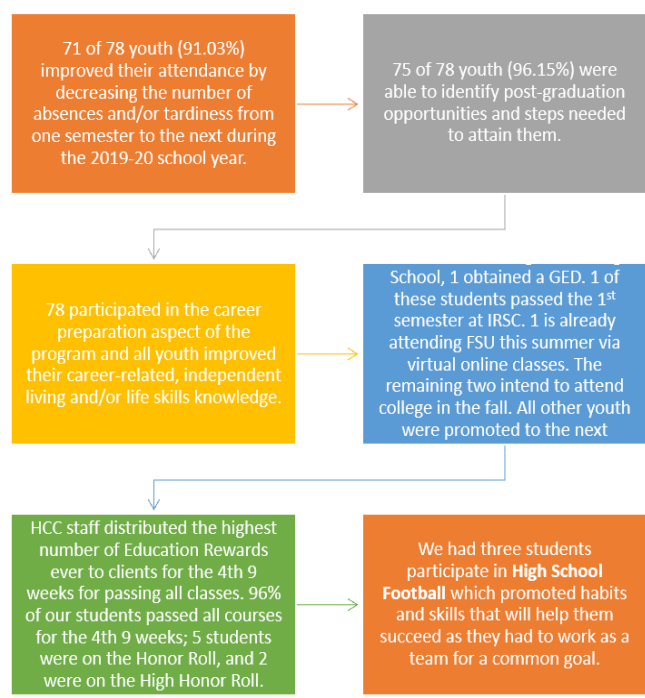 71 of 78 youth (91.03%)
improved their attendance by
decreasing the number of
absences and/or tardiness from
one semester to the next during
the 2019-20 school year.
75 of 78 youth (96.15%) were
able to identify post-graduation
opportunities and steps needed
to attain them.
78 participated in the career
preparation aspect of the
program and all youth improved
their career-related, independent
living and/or life skills knowledge.
School, 1 obtained a GED. 1 of
these students passed the 1st
semester at IRSC. 1 is already
attending FSU this summer via
virtual online classes. The
remaining two intend to attend
college in the fall. All other youth
were promoted to the next
HCC staff distributed the highest
number of Education Rewards
ever to clients for the 4th 9
weeks for passing all classes. 96%
of our students passed all courses
for the 4th 9 weeks; 5 students
were on the Honor Roll, and 2
were on the High Honor Roll.
We had three students
participate in High School
Football which promoted habits
and skills that will help them
succeed as they had to work as a
team for a common goal.